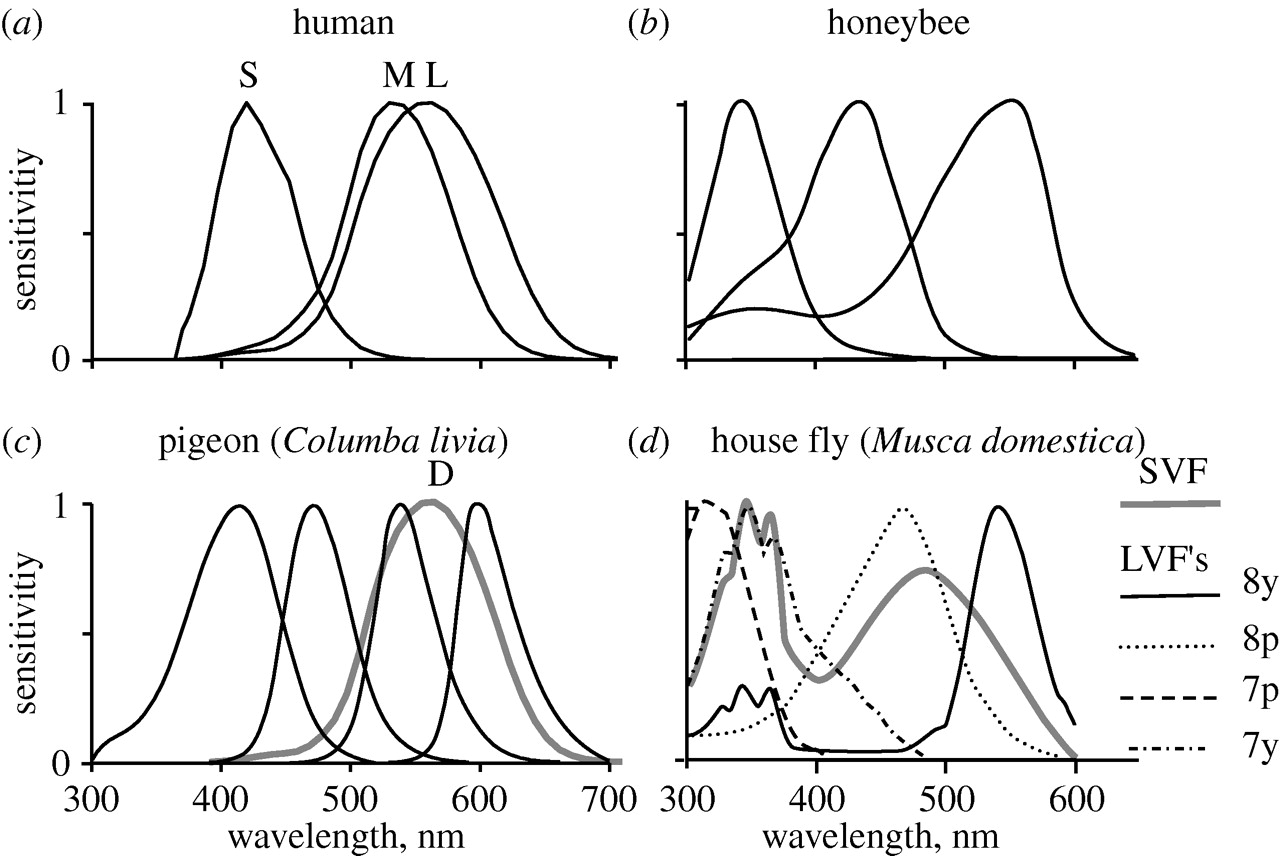 (a) human
S M L
1
sensitivitiy
0
(b) honeybee
(c) pigeon (Columba livia)
D
1
sensitivitiy
0
300 400 500 600 700
wavelength, nm
(d) house fly (Musca domestica)
SVF
LVF's
8y
8p
7p
7y
300 400 500 600
wavelength, nm